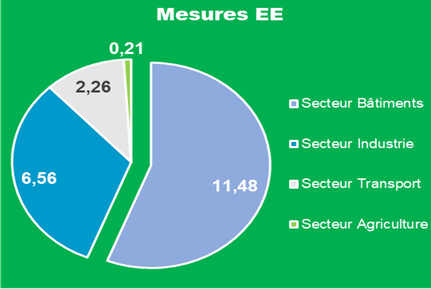 Mesures EE
0,21
2,26
6,56
11,48
Secteur Bâtiments
Secteur Industrie
Secteur Transport
Secteur Agriculture